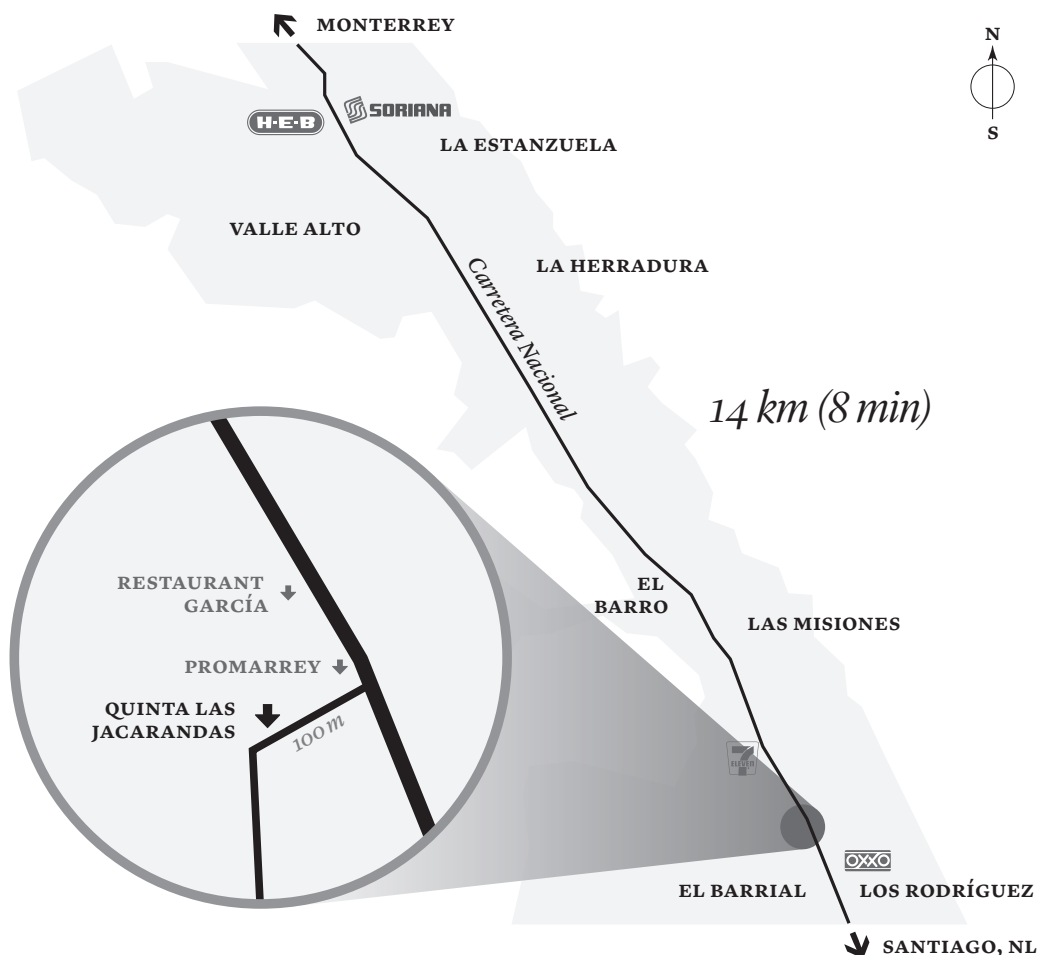 MONTERREY
N
H-E-B
SORIANA
S
LA ESTANZUELA
VALLE ALTO
LA HERRADURA
Carretera Nacional
14 km (8 min)
EL
BARRO
LAS MISIONES
RESTAURANT
GARCÍA
PROMARREY
QUINTA LAS
JACARANDAS
100 m
7
ELEVEN
OXXO
EL BARRIAL
LOS RODRÍGUEZ
SANTIAGO, NL